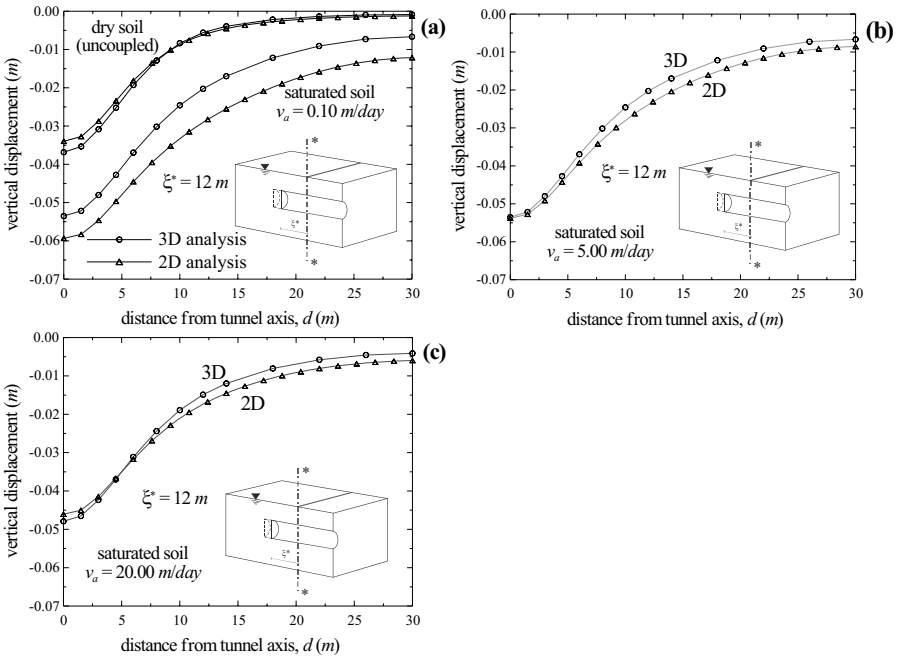 (a)
0.00
-0.01
-0.02
-0.03
-0.04
-0.05
-0.06
-0.07
vertical displacement (m)
dry soil
(uncoupled)
saturated soil
va = 0.10 m/day
*
ξ* = 12 m
ξ*
*
3D analysis
2D analysis
0 5 10 15 20 25 30
distance from tunnel axis, d (m)
(b)
0.00
-0.01
-0.02
-0.03
-0.04
-0.05
-0.06
-0.07
vertical displacement (m)
3D
2D
*
ξ* = 12 m
ξ*
*
saturated soil
va = 5.00 m/day
0 5 10 15 20 25 30
distance from tunnel axis, d (m)
(c)
0.00
-0.01
-0.02
-0.03
-0.04
-0.05
-0.06
-0.07
vertical displacement (m)
3D
2D
*
ξ* = 12 m
ξ*
*
saturated soil
va = 20.00 m/day
0 5 10 15 20 25 30
distance from tunnel axis, d (m)